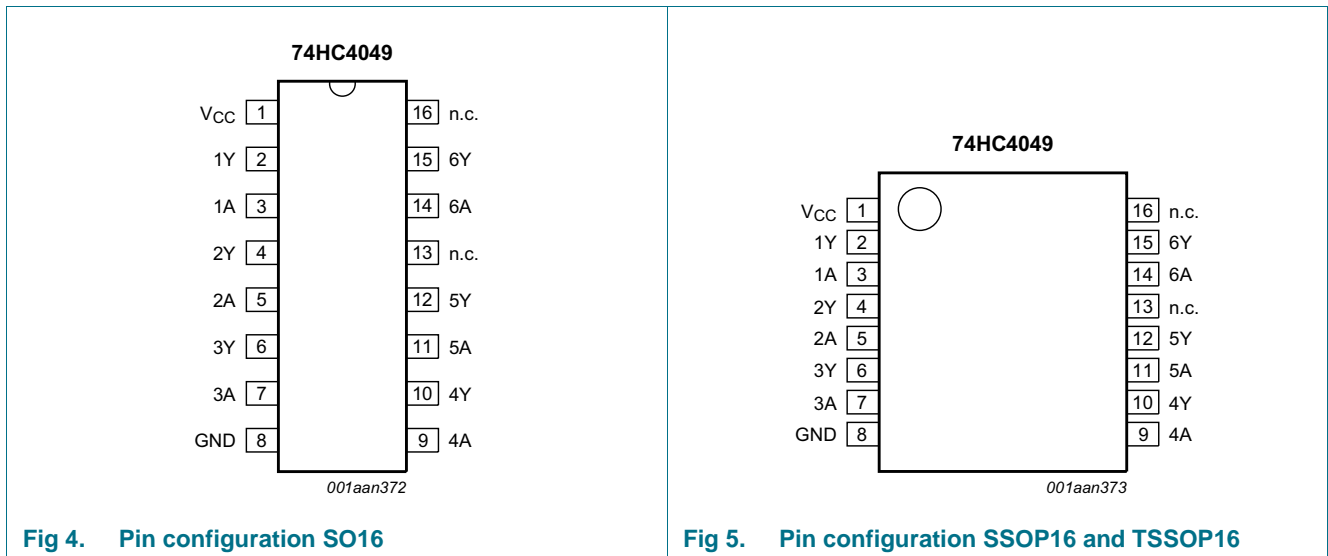 74HC4049
VCC 1 16 n.c.
1Y 2 15 6Y
1A 3 14 6A
2Y 4 13 n.c.
2A 5 12 5Y
3Y 6 11 5A
3A 7 10 4Y
GND 8 9 4A
001aan372
Fig 4. Pin configuration SO16
74HC4049
VCC 1 16 n.c.
1Y 2 15 6Y
1A 3 14 6A
2Y 4 13 n.c.
2A 5 12 5Y
3Y 6 11 5A
3A 7 10 4Y
GND 8 9 4A
001aan373
Fig 5. Pin configuration SSOP16 and TSSOP16